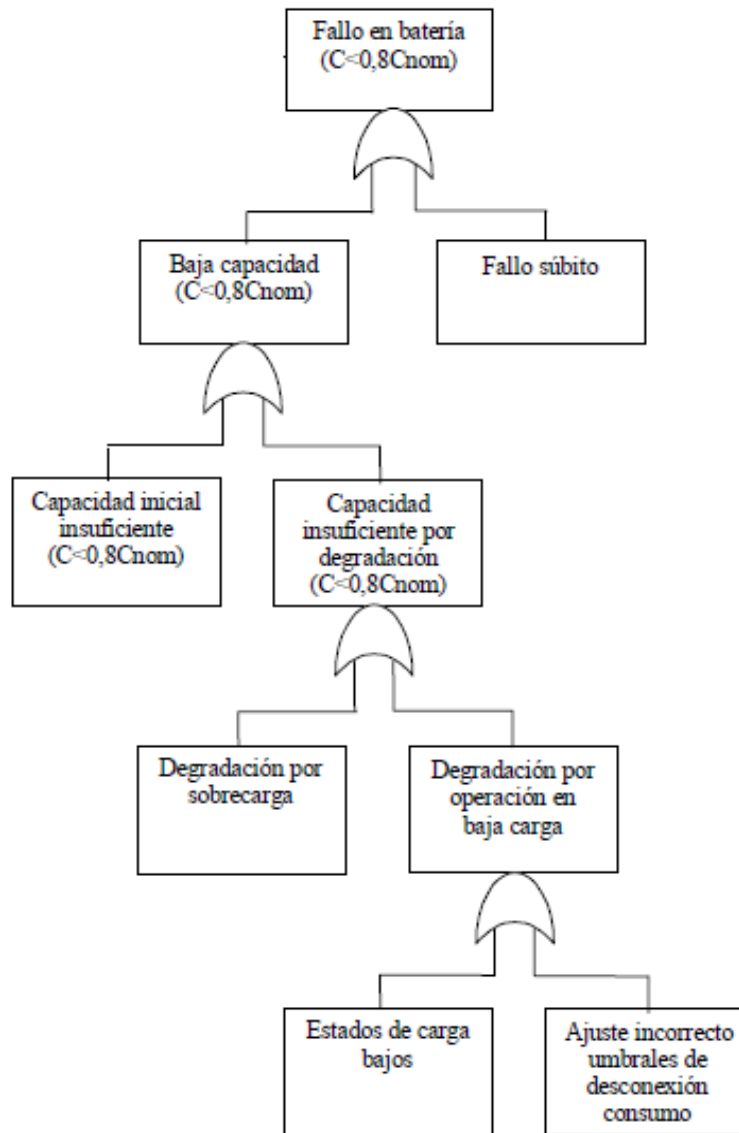 Fallo en batería
(C<0,8Cnom)
Baja capacidad
(C<0,8Cnom)
Fallo súbito
Capacidad inicial
insuficiente
(C<0,8Cnom)
Capacidad
insuficiente por
degradación
(C<0,8Cnom)
Degradación por
sobrecarga
Degradación por
operación en
baja carga
Estados de carga
bajos
Ajuste incorrecto
umbrales de
desconexión
consumo